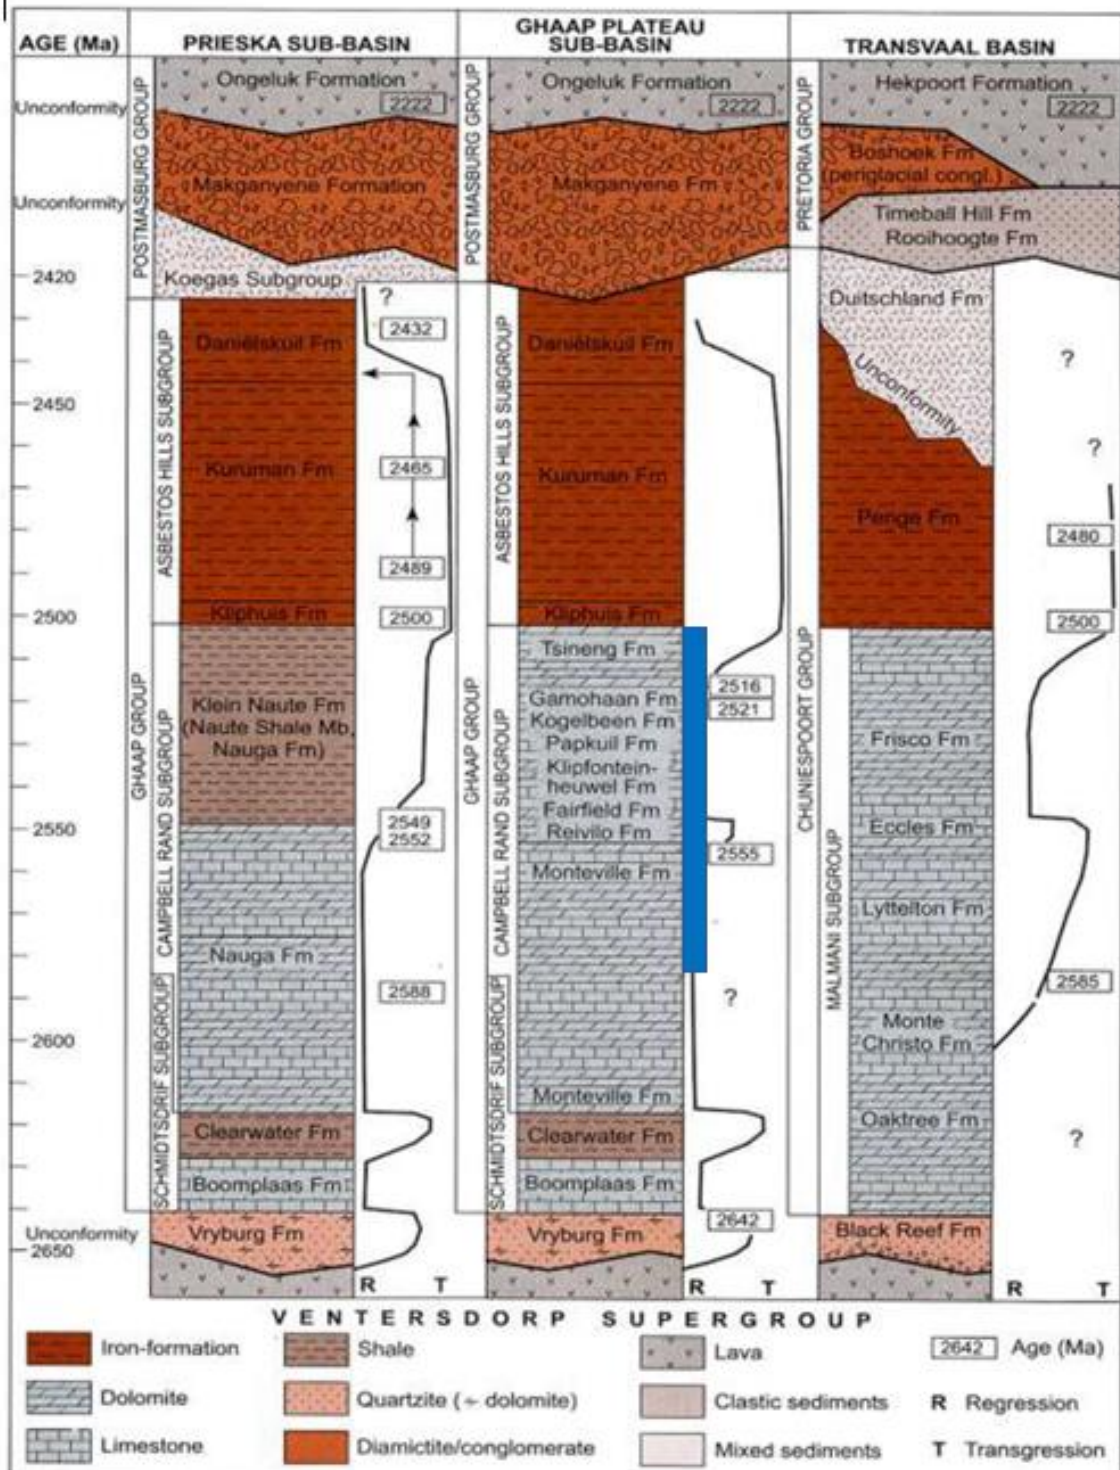 AGE (Ma)
PRIESKA SUB-BASIN
GHAAP PLATEAU
SUB-BASIN
TRANSVAAL BASIN
Unconformity
Unconformity
2420
2450
2500
2550
2600
Unconformity
2650
POSTMASBURG GROUP
GHAAP GROUP
ASBESTOS HILLS SUBGROUP
CAMPBELL RAND SUBGROUP
SCHMIDTSDRIF SUBGROUP
Ongeluk Formation
2222
Makganyene Formation
Koegas Subgroup
?
2432
Daniëlskuil Fm
Kuruman Fm
2465
2489
Kliphuis Fm
2500
Klein Naute Fm
(Naute Shale Mb,
Nauga Fm)
2549
2552
Nauga Fm
2588
Clearwater Fm
Boomplaas Fm
Vryburg Fm
R T
POSTMASBURG GROUP
GHAAP GROUP
ASBESTOS HILLS SUBGROUP
CAMPBELL RAND SUBGROUP
SCHMIDTSDRIF SUBGROUP
Ongeluk Formation
2222
Makganyene Fm
Daniëlskuil Fm
Kuruman Fm
Kliphuis Fm
Tsineng Fm
2516
Gamohaan Fm
2521
Kogelbeen Fm
Papkuil Fm
Klipfontein-
heuwel Fm
Fairfield Fm
Reivilo Fm
2555
Monteville Fm
?
Monteville Fm
Clearwater Fm
Boomplaas Fm
2642
Vryburg Fm
R T
PRETORIA GROUP
CHUNIESPOORT GROUP
MALMANI SUBGROUP
Hekpoort Formation
2222
Boshoek Fm
(periglacial congl.)
Timeball Hill Fm
Rooihoogte Fm
Duitschland Fm
?
Unconformity
?
Penge Fm
2480
2500
Frisco Fm
Eccles Fm
Lyttelton Fm
2585
Monte
Christo Fm
Oaktree Fm
?
Black Reef Fm
R T
VENTERSDORP SUPERGROUP
Iron-formation
Shale
Lava
2642 Age (Ma)
Dolomite
Quartzite (± dolomite)
Clastic sediments
R Regression
Limestone
Diamictite/conglomerate
Mixed sediments
T Transgression